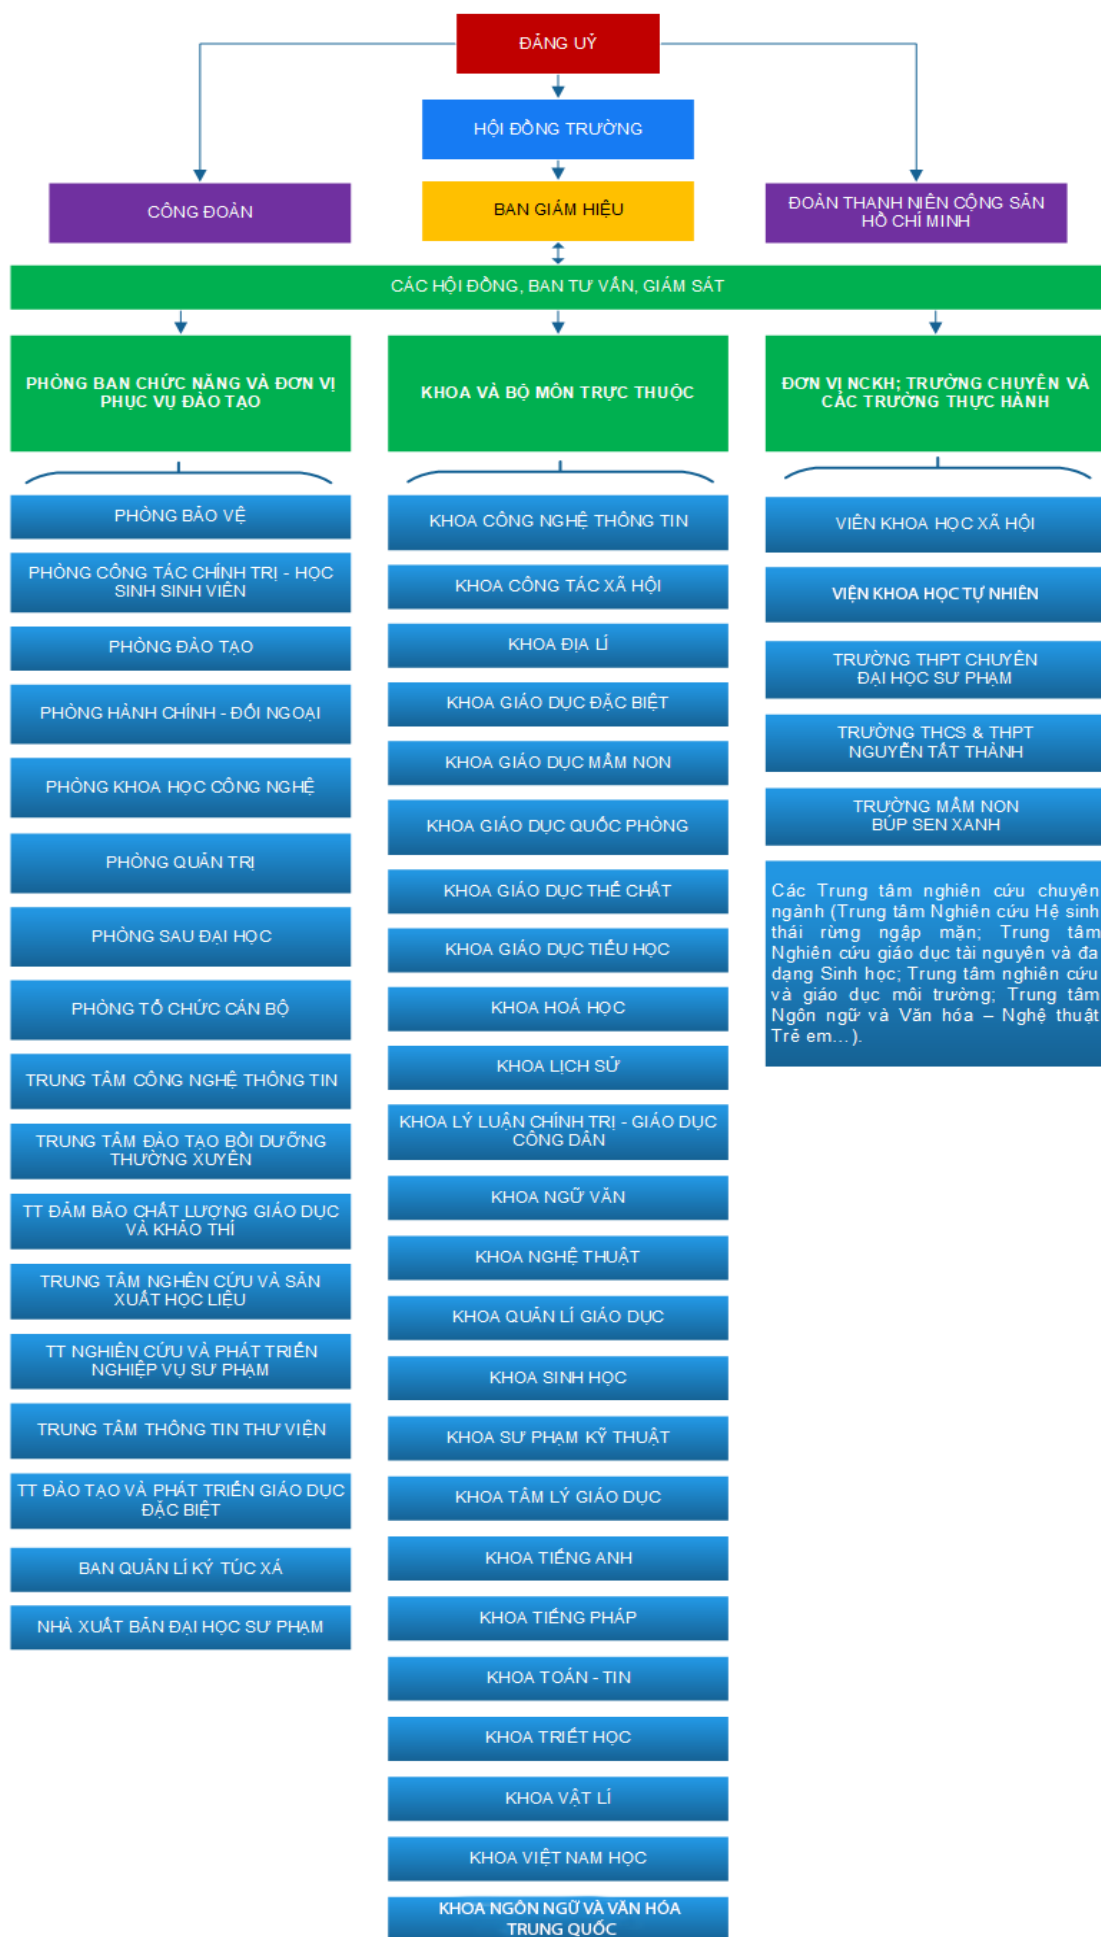 ĐẢNG UỶ
HỘI ĐỒNG TRƯỜNG
CÔNG ĐOÀN
BAN GIÁM HIỆU
ĐOÀN THANH NIÊN CỘNG SẢN
HỒ CHÍ MINH
CÁC HỘI ĐỒNG, BAN TƯ VẤN, GIÁM SÁT
PHÒNG BAN CHỨC NĂNG VÀ ĐƠN VỊ
PHỤC VỤ ĐÀO TẠO
PHÒNG BẢO VỆ
PHÒNG CÔNG TÁC CHÍNH TRỊ - HỌC
SINH SINH VIÊN
PHÒNG ĐÀO TẠO
PHÒNG HÀNH CHÍNH - ĐỐI NGOẠI
PHÒNG KHOA HỌC CÔNG NGHỆ
PHÒNG QUẢN TRỊ
PHÒNG SAU ĐẠI HỌC
PHÒNG TỔ CHỨC CÁN BỘ
TRUNG TÂM CÔNG NGHỆ THÔNG TIN
TRUNG TÂM ĐÀO TẠO BỒI DƯỠNG
THƯỜNG XUYÊN
TT ĐẢM BẢO CHẤT LƯỢNG GIÁO DỤC
VÀ KHẢO THÍ
TRUNG TÂM NGHÊN CỨU VÀ SẢN
XUẤT HỌC LIỆU
TT NGHIÊN CỨU VÀ PHÁT TRIỂN
NGHIỆP VỤ SƯ PHẠM
TRUNG TÂM THÔNG TIN THƯ VIỆN
TT ĐÀO TẠO VÀ PHÁT TRIỂN GIÁO DỤC
ĐẶC BIỆT
BAN QUẢN LÍ KÝ TÚC XÁ
NHÀ XUẤT BẢN ĐẠI HỌC SƯ PHẠM
KHOA VÀ BỘ MÔN TRỰC THUỘC
KHOA CÔNG NGHỆ THÔNG TIN
KHOA CÔNG TÁC XÃ HỘI
KHOA ĐỊA LÍ
KHOA GIÁO DỤC ĐẶC BIỆT
KHOA GIÁO DỤC MẦM NON
KHOA GIÁO DỤC QUỐC PHÒNG
KHOA GIÁO DỤC THỂ CHẤT
KHOA GIÁO DỤC TIỂU HỌC
KHOA HOÁ HỌC
KHOA LỊCH SỬ
KHOA LÝ LUẬN CHÍNH TRỊ - GIÁO DỤC
CÔNG DÂN
KHOA NGỮ VĂN
KHOA NGHỆ THUẬT
KHOA QUẢN LÍ GIÁO DỤC
KHOA SINH HỌC
KHOA SƯ PHẠM KỸ THUẬT
KHOA TÂM LÝ GIÁO DỤC
KHOA TIẾNG ANH
KHOA TIẾNG PHÁP
KHOA TOÁN - TIN
KHOA TRIẾT HỌC
KHOA VẬT LÍ
KHOA VIỆT NAM HỌC
KHOA NGÔN NGỮ VÀ VĂN HÓA
TRUNG QUỐC
ĐƠN VỊ NCKH; TRƯỜNG CHUYÊN VÀ
CÁC TRƯỜNG THỰC HÀNH
VIÊN KHOA HỌC XÃ HỘI
VIỆN KHOA HỌC TỰ NHIÊN
TRƯỜNG THPT CHUYÊN
ĐẠI HỌC SƯ PHẠM
TRƯỜNG THCS & THPT
NGUYỄN TẤT THÀNH
TRƯỜNG MẦM NON
BÚP SEN XANH
Các Trung tâm nghiên cứu chuyên
ngành (Trung tâm Nghiên cứu Hệ sinh
thái rừng ngập mặn; Trung tâm
Nghiên cứu giáo dục tài nguyên và đa
dạng Sinh học; Trung tâm nghiên cứu
và giáo dục môi trường; Trung tâm
Ngôn ngữ và Văn hóa – Nghệ thuật
Trẻ em...).